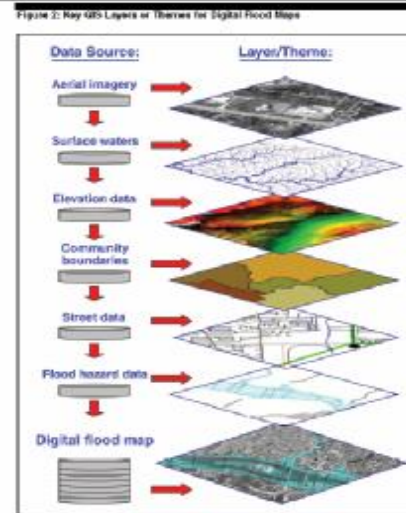 Figure 2: Key GIS Layers or Themes for Digital Flood Maps
Data Source:
Layer/Theme:
Aerial imagery
Surface waters
Elevation data
Community
boundaries
Street data
Flood hazard data
Digital flood map